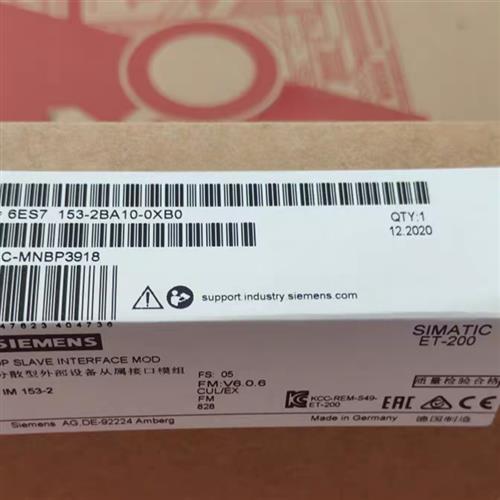 6ES7 153-2BA10-0XB0
QTY:1
12.2020
C-MNBP3918
support.industry siemens.com
47623 404736
SIEMENS
SIMATIC
ET-200
DP SLAVE INTERFACE MOD
分散型外部设备从属接口模组
IM 153-2
FS: 05
FM:V6.0.6
CUL/EX
FM
828
KCC-REM-S49-
ET-200
EAC
CE
质量检验合格
德国制造
Siemens AG,DE-92224 Amberg